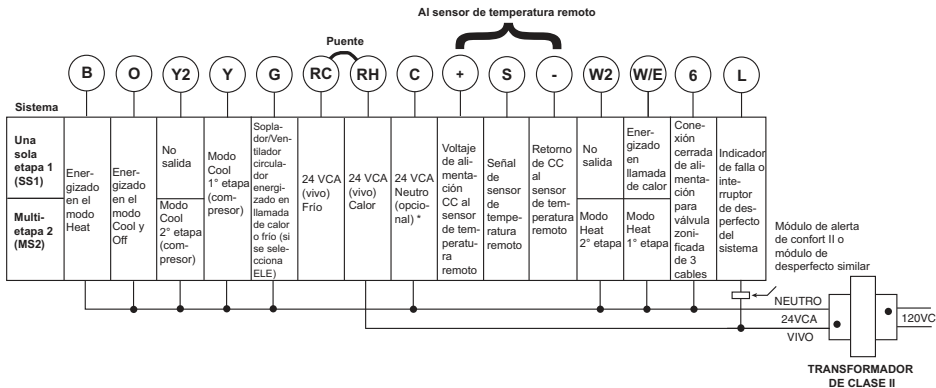 Al sensor de temperatura remoto
Puente
B
O
Y2
Y
G
RC
RH
C
+
S
-
W2
W/E
6
L
Sistema
Una
sola
etapa 1
(SS1)
Multi-
etapa 2
(MS2)
Ener-
gizado
en el
modo
Heat
Ener-
gizado
en el
modo
Cool y
Off
No
salida
Modo
Cool
2° etapa
(com-
presor)
Modo
Cool
1° etapa
(com-
presor)
Sopla-
dor/Ven-
tilador
circula-
dor
energi-
zado en
llamada
de calor
o frío (si
se sele-
cciona
ELE)
24 VCA
(vivo)
Frío
24 VCA
(vivo)
Calor
24 VCA
Neutro
(opcio-
nal) *
Voltaje
de ali-
menta-
ción
CC al
sensor
de tem-
peratu-
ra
remoto
Señal
de
sensor
de
tempe-
ratura
remoto
Retorno
de CC
al
sensor
de tem-
peratura
remoto
No
salida
Modo
Heat
2° etapa
Ener-
gizado
en
llamada
de calor
Modo
Heat
1° etapa
Cone-
xión
cerrada
de ali-
menta-
ción
para
válvula
zoni-
ficada
de 3
cables
Indicador
de falla o
inte-
rruptor
de des-
perfecto
del
sistema
Módulo de alerta
de confort II o
módulo de
desperfecto similar
NEUTRO
24VCA
VIVO
120VC
TRANSFORMADOR
DE CLASE II